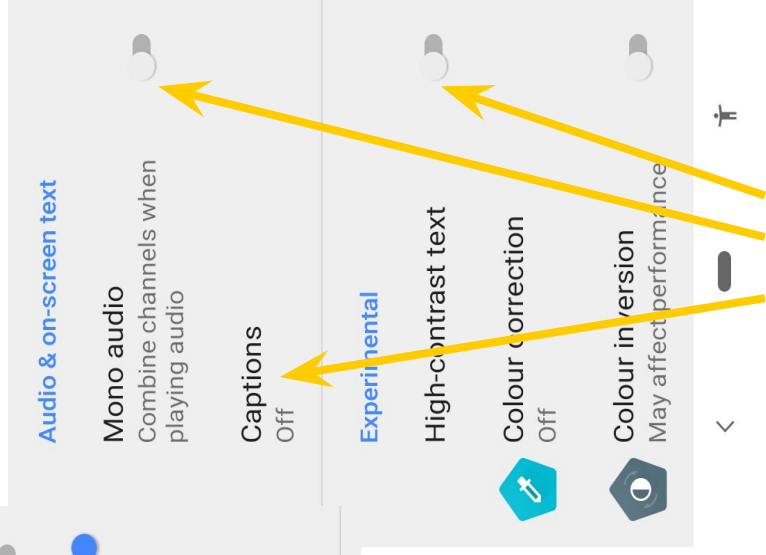 Audio & on-screen text
Mono audio
Combine channels when
playing audio
Captions
Off
Experimental
High-contrast text
Colour correction
Off
Colour inversion
May affect performance